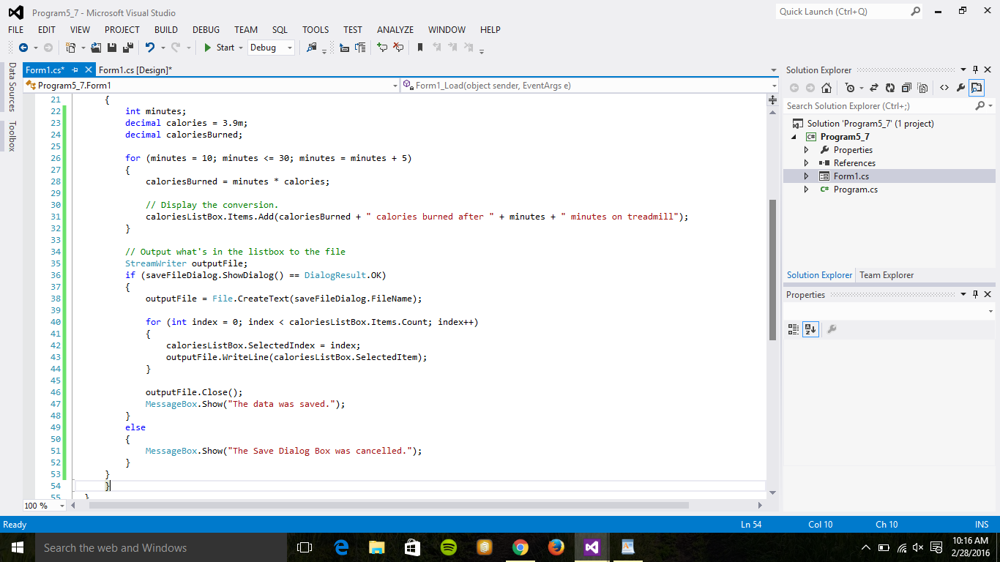 Program5_7 - Microsoft Visual Studio
Quick Launch (Ctrl+Q)
FILE EDIT VIEW PROJECT BUILD DEBUG TEAM SQL TOOLS TEST ANALYZE WINDOW HELP
Start Debug
Data Sources
Toolbox
Form1.cs* Form1.cs [Design]*
Program5_7.Form1 Form1_Load(object sender, EventArgs e)
21 {
22 int minutes;
23 decimal calories = 3.9m;
24 decimal caloriesBurned;
25
26 for (minutes = 10; minutes <= 30; minutes = minutes + 5)
27 {
28 caloriesBurned = minutes * calories;
29
30 // Display the conversion.
31 caloriesListBox.Items.Add(caloriesBurned + " calories burned after " + minutes + " minutes on treadmill");
32 }
33
34 // Output what's in the listbox to the file
35 StreamWriter outputFile;
36 if (saveFileDialog.ShowDialog() == DialogResult.OK)
37 {
38 outputFile = File.CreateText(saveFileDialog.FileName);
39
40 for (int index = 0; index < caloriesListBox.Items.Count; index++)
41 {
42 caloriesListBox.SelectedIndex = index;
43 outputFile.WriteLine(caloriesListBox.SelectedItem);
44 }
45
46 outputFile.Close();
47 MessageBox.Show("The data was saved.");
48 }
49 else
50 {
51 MessageBox.Show("The Save Dialog Box was cancelled.");
52 }
53 }
54 }
55 }
100 %
Solution Explorer
Search Solution Explorer (Ctrl+;)
Solution 'Program5_7' (1 project)
C# Program5_7
Properties
References
Form1.cs
C# Program.cs
Solution Explorer Team Explorer
Properties
Ready Ln 54 Col 10 Ch 10 INS
Search the web and Windows
10:16 AM
2/28/2016